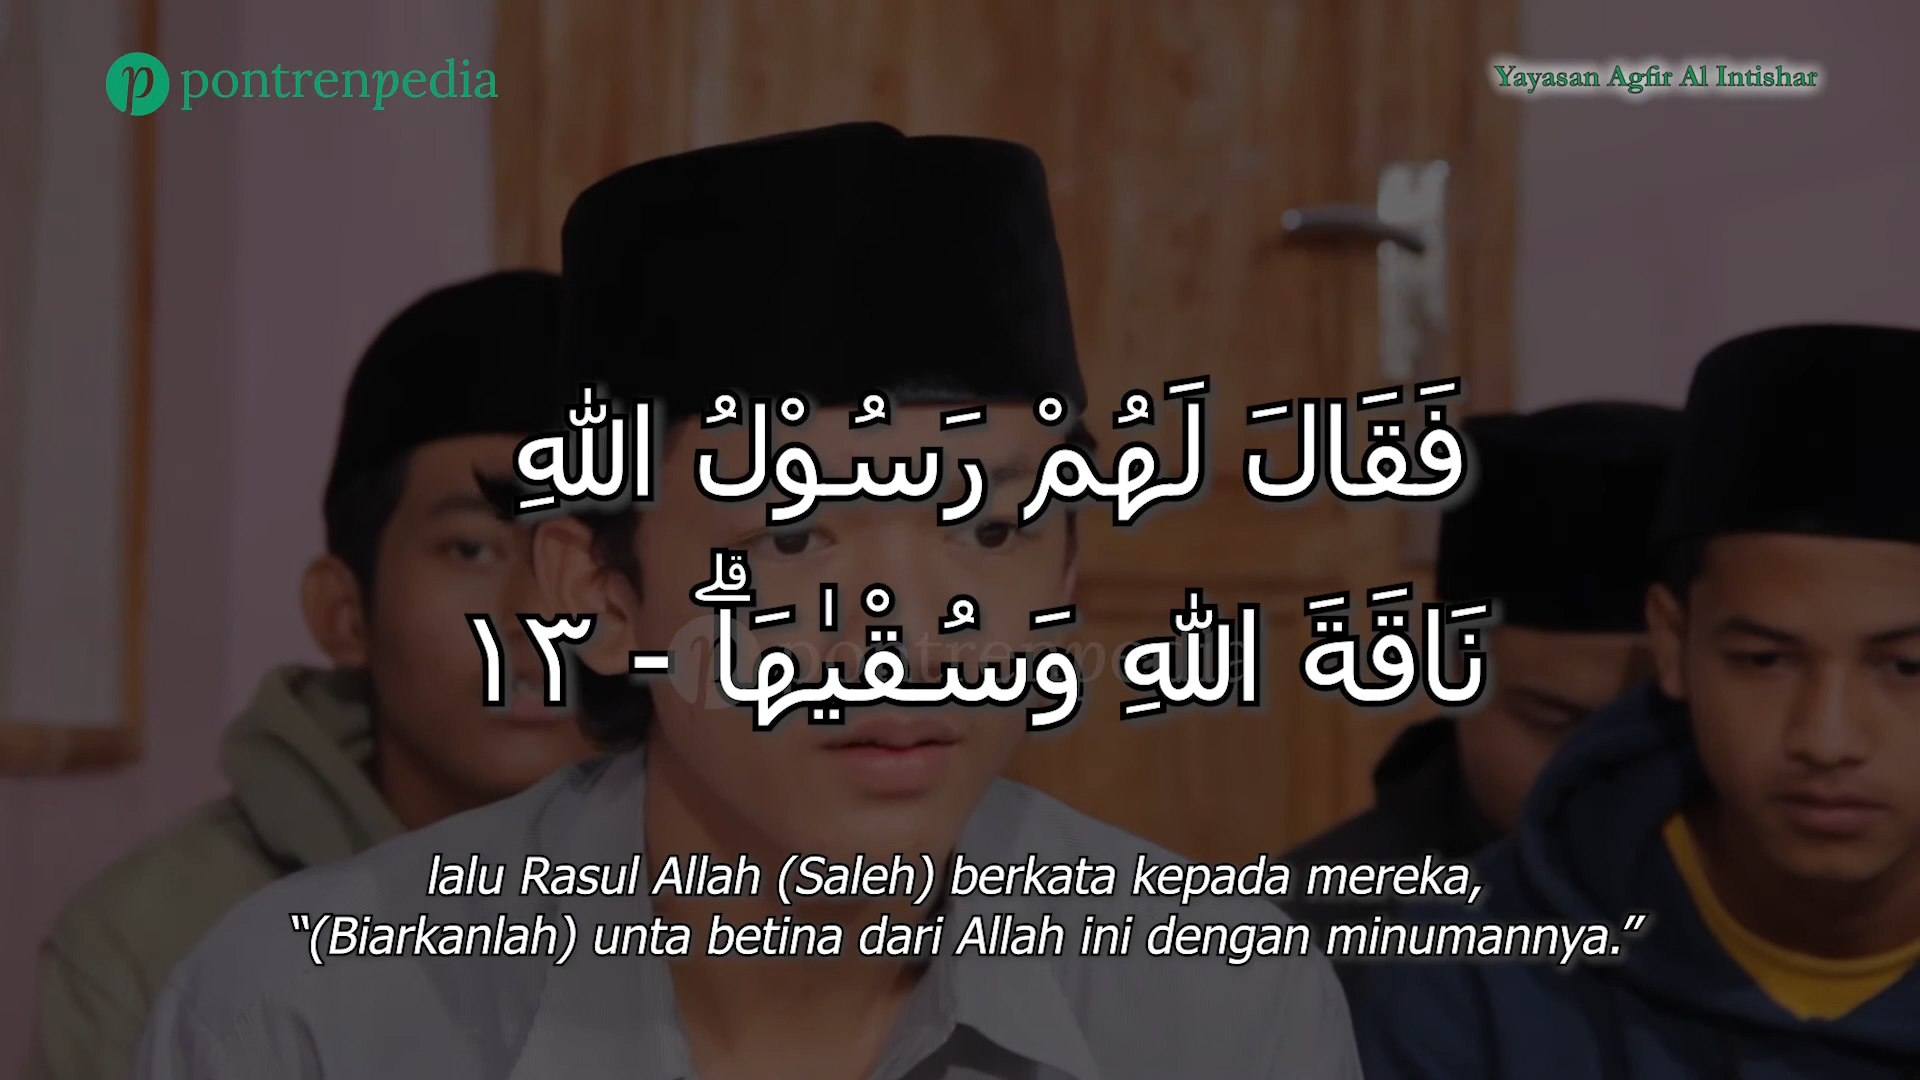 pontrenpedia
Yayasan Agfir Al Intishar
فَقَالَ لَهُمْ رَسُوْلُ اللّٰهِ
نَاقَةَ اللّٰهِ وَسُقْيٰهَاۗ - ١٣
pontrenpedia
lalu Rasul Allah (Saleh) berkata kepada mereka,
“(Biarkanlah) unta betina dari Allah ini dengan minumannya.”